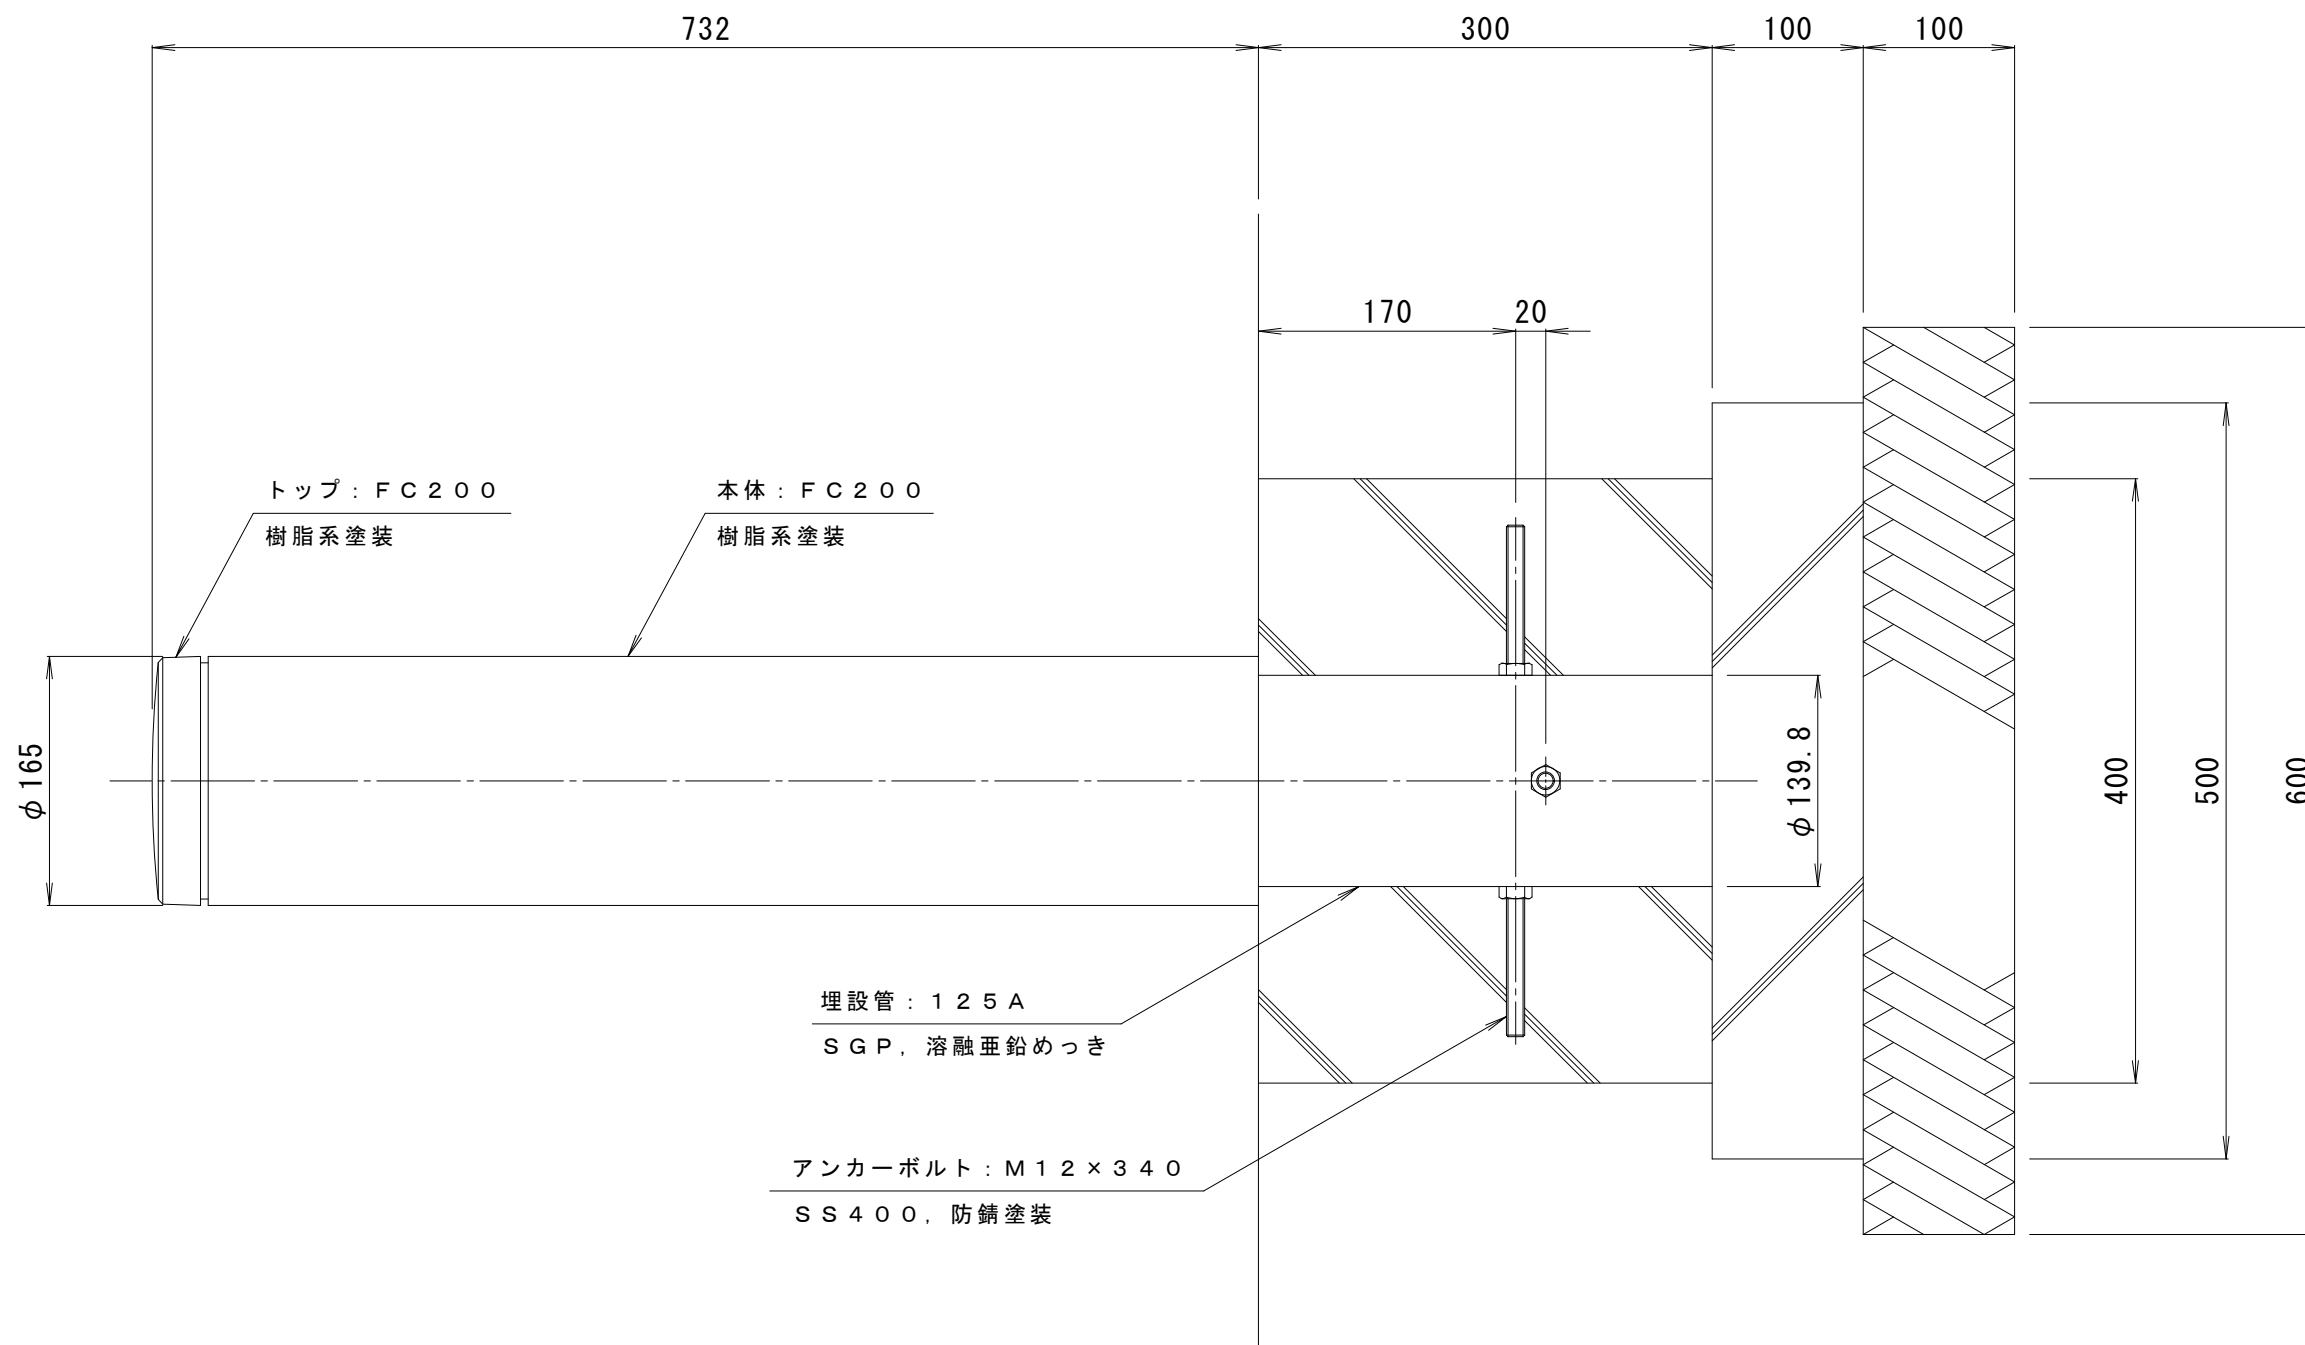 732
300
100
100
170
20
トップ：ＦＣ２００
樹脂系塗装
本体：ＦＣ２００
樹脂系塗装
φ165
φ139.8
400
500
600
埋設管：１２５Ａ
ＳＧＰ，溶融亜鉛めっき
アンカーボルト：Ｍ１２×３４０
ＳＳ４００，防錆塗装